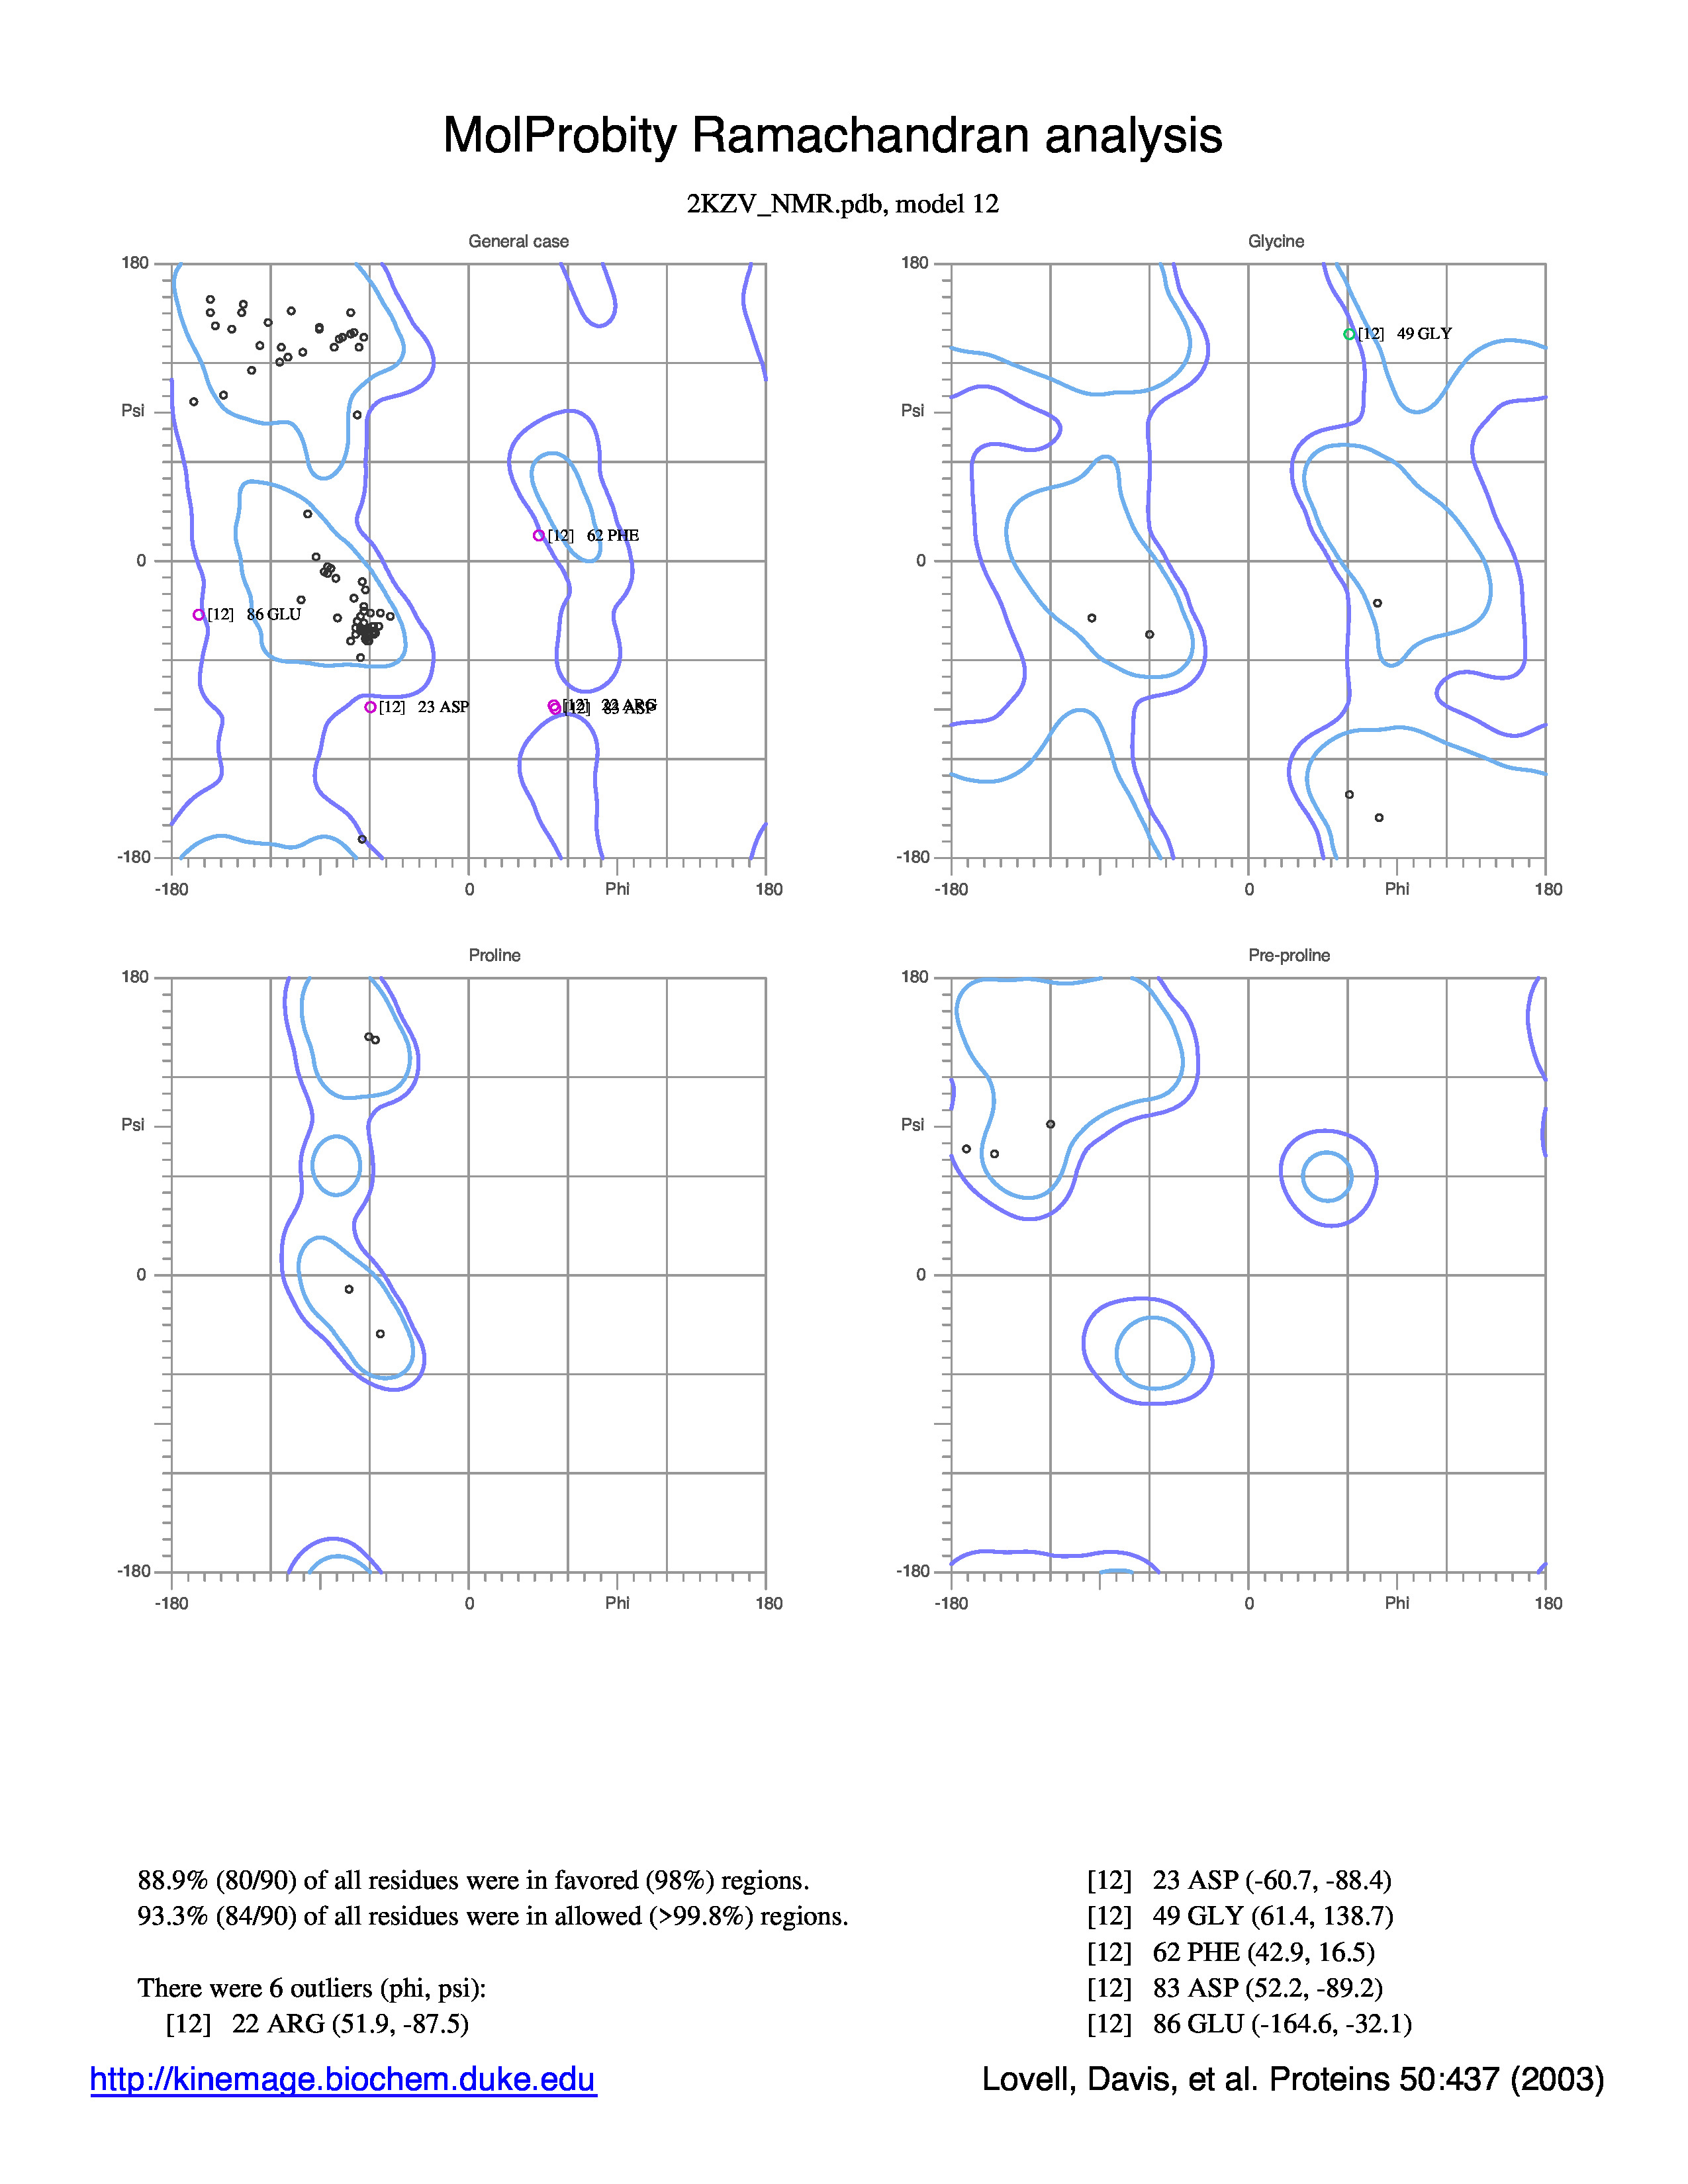 MolProbity Ramachandran analysis
2KZV_NMR.pdb, model 12
General case
180
Psi
0
-180
-180
0
Phi
180
[12] 62 PHE
[12] 86 GLU
[12] 23 ASP
[12] 22 ARG
[12] 83 ASP
Glycine
180
Psi
0
-180
-180
0
Phi
180
[12] 49 GLY
Proline
180
Psi
0
-180
-180
0
Phi
180
Pre-proline
180
Psi
0
-180
-180
0
Phi
180
88.9% (80/90) of all residues were in favored (98%) regions.
93.3% (84/90) of all residues were in allowed (>99.8%) regions.
There were 6 outliers (phi, psi):
[12] 22 ARG (51.9, -87.5)
[12] 23 ASP (-60.7, -88.4)
[12] 49 GLY (61.4, 138.7)
[12] 62 PHE (42.9, 16.5)
[12] 83 ASP (52.2, -89.2)
[12] 86 GLU (-164.6, -32.1)
http://kinemage.biochem.duke.edu
Lovell, Davis, et al. Proteins 50:437 (2003)